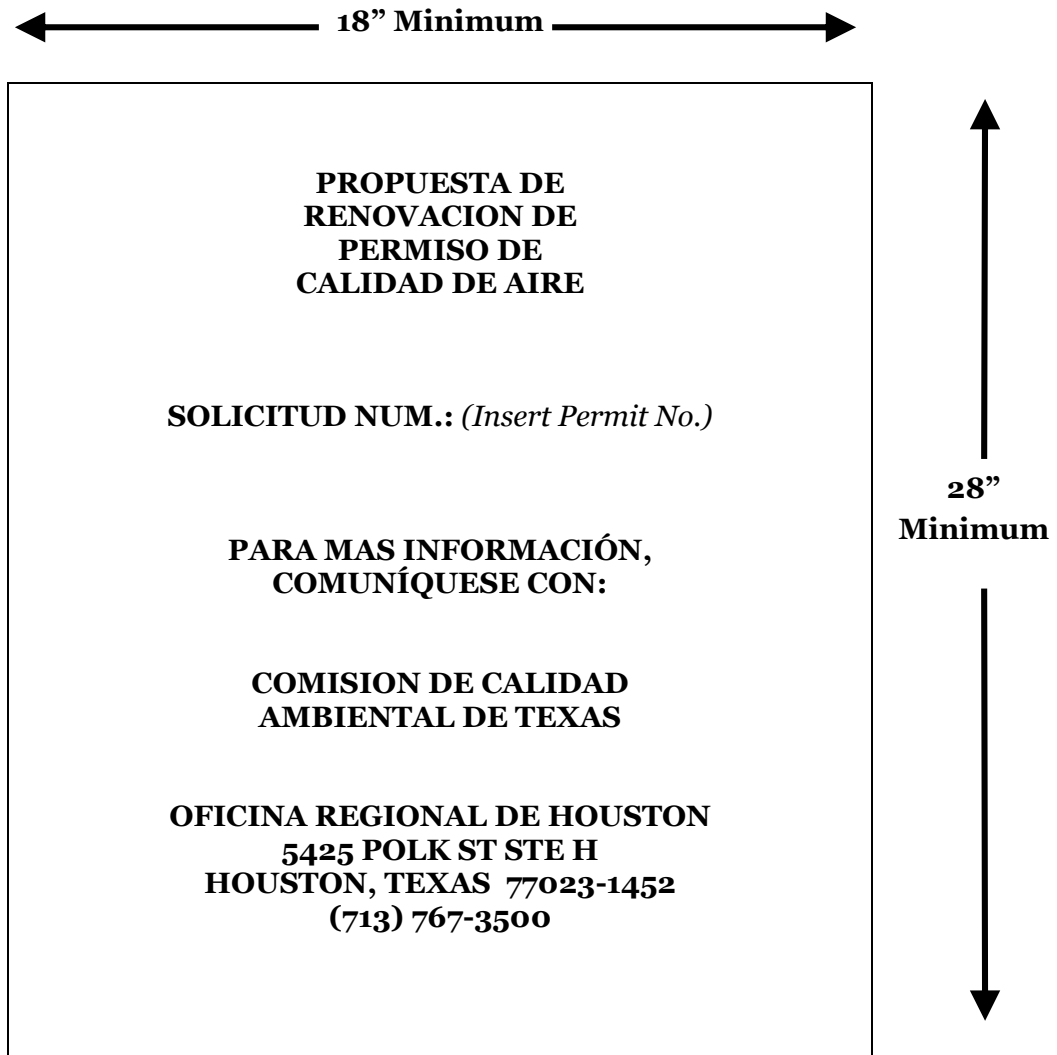 18” Minimum
PROPUESTA DE
RENOVACION DE
PERMISO DE
CALIDAD DE AIRE
SOLICITUD NUM.: (Insert Permit No.)
28”
Minimum
PARA MAS INFORMACIÓN,
COMUNÍQUESE CON:
COMISION DE CALIDAD
AMBIENTAL DE TEXAS
OFICINA REGIONAL DE HOUSTON
5425 POLK ST STE H
HOUSTON, TEXAS 77023-1452
(713) 767-3500